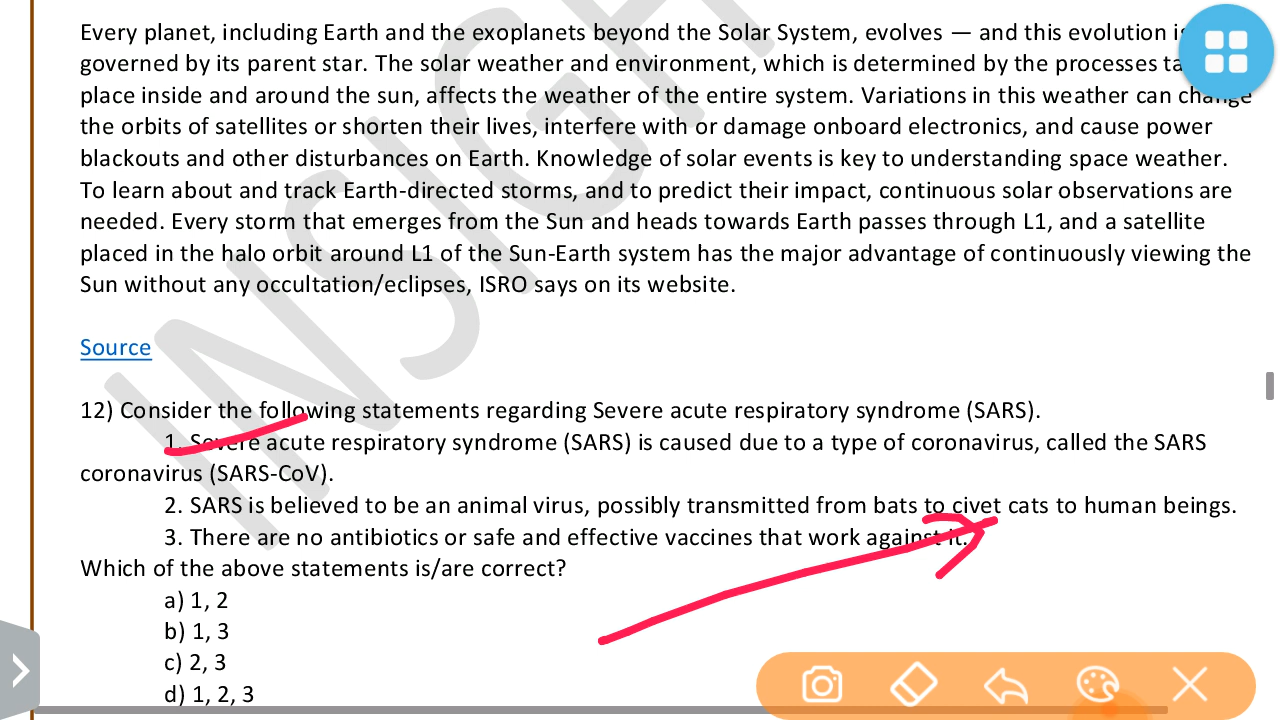 Every planet, including Earth and the exoplanets beyond the Solar System, evolves — and this evolution is
governed by its parent star. The solar weather and environment, which is determined by the processes
place inside and around the sun, affects the weather of the entire system. Variations in this weather can change
the orbits of satellites or shorten their lives, interfere with or damage onboard electronics, and cause power
blackouts and other disturbances on Earth. Knowledge of solar events is key to understanding space weather.
To learn about and track Earth-directed storms, and to predict their impact, continuous solar observations are
needed. Every storm that emerges from the Sun and heads towards Earth passes through L1, and a satellite
placed in the halo orbit around L1 of the Sun-Earth system has the major advantage of continuously viewing the
Sun without any occultation/eclipses, ISRO says on its website.
Source
12) Consider the following statements regarding Severe acute respiratory syndrome (SARS).
1. Severe acute respiratory syndrome (SARS) is caused due to a type of coronavirus, called the SARS
coronavirus (SARS-CoV).
2. SARS is believed to be an animal virus, possibly transmitted from bats to civet cats to human beings.
3. There are no antibiotics or safe and effective vaccines that work against it.
Which of the above statements is/are correct?
a) 1, 2
b) 1, 3
c) 2, 3
d) 1, 2, 3